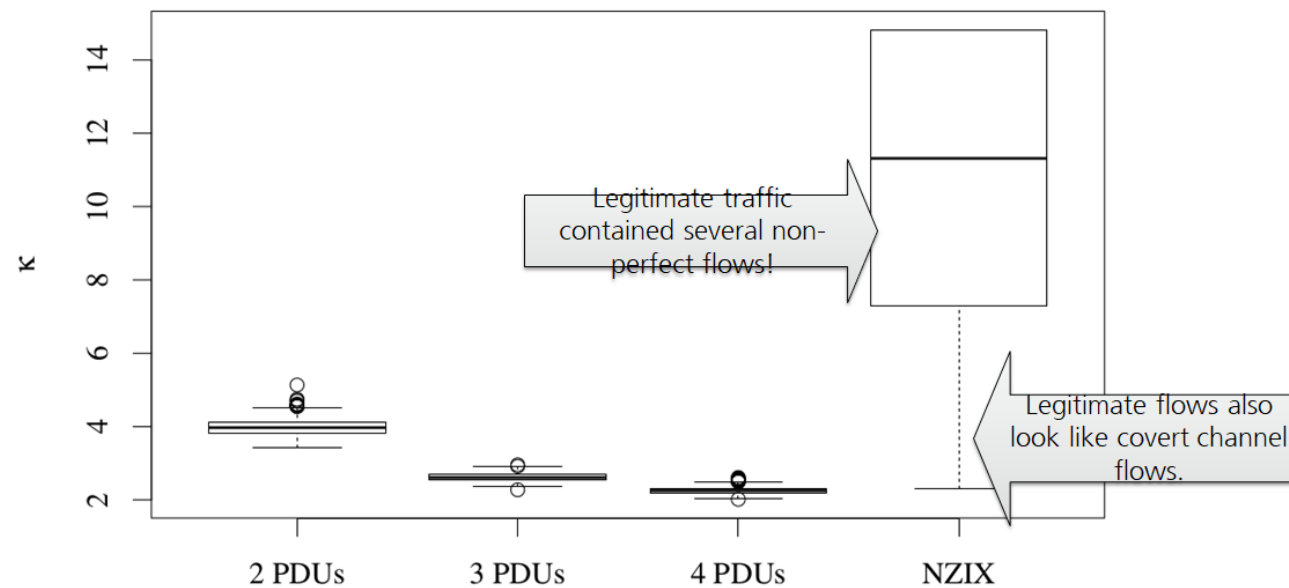 14
12
10
8
6
4
2
κ
Legitimate traffic
contained several non-
perfect flows!
Legitimate flows also
look like covert channel
flows.
2 PDUs
3 PDUs
4 PDUs
NZIX